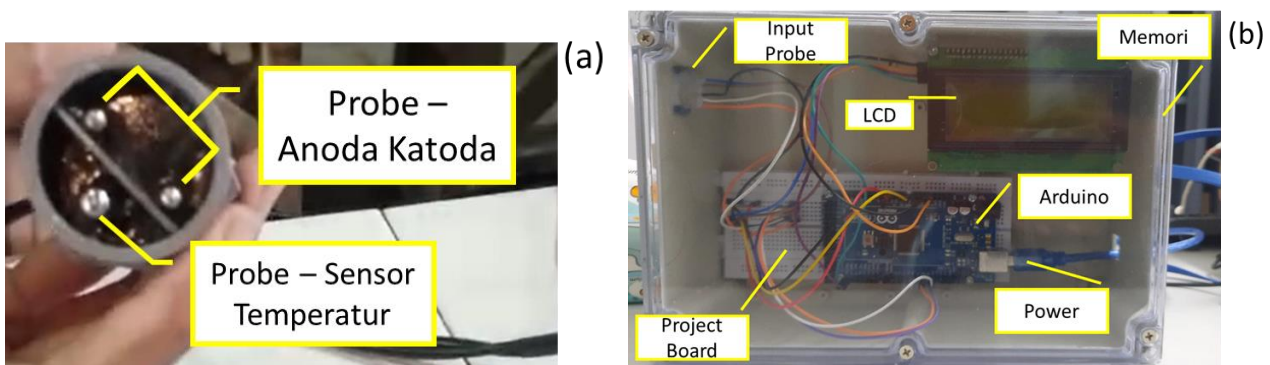 (a)
Probe –
Anoda Katoda
Probe – Sensor
Temperatur
(b)
Input
Probe
Memori
LCD
Arduino
Power
Project
Board